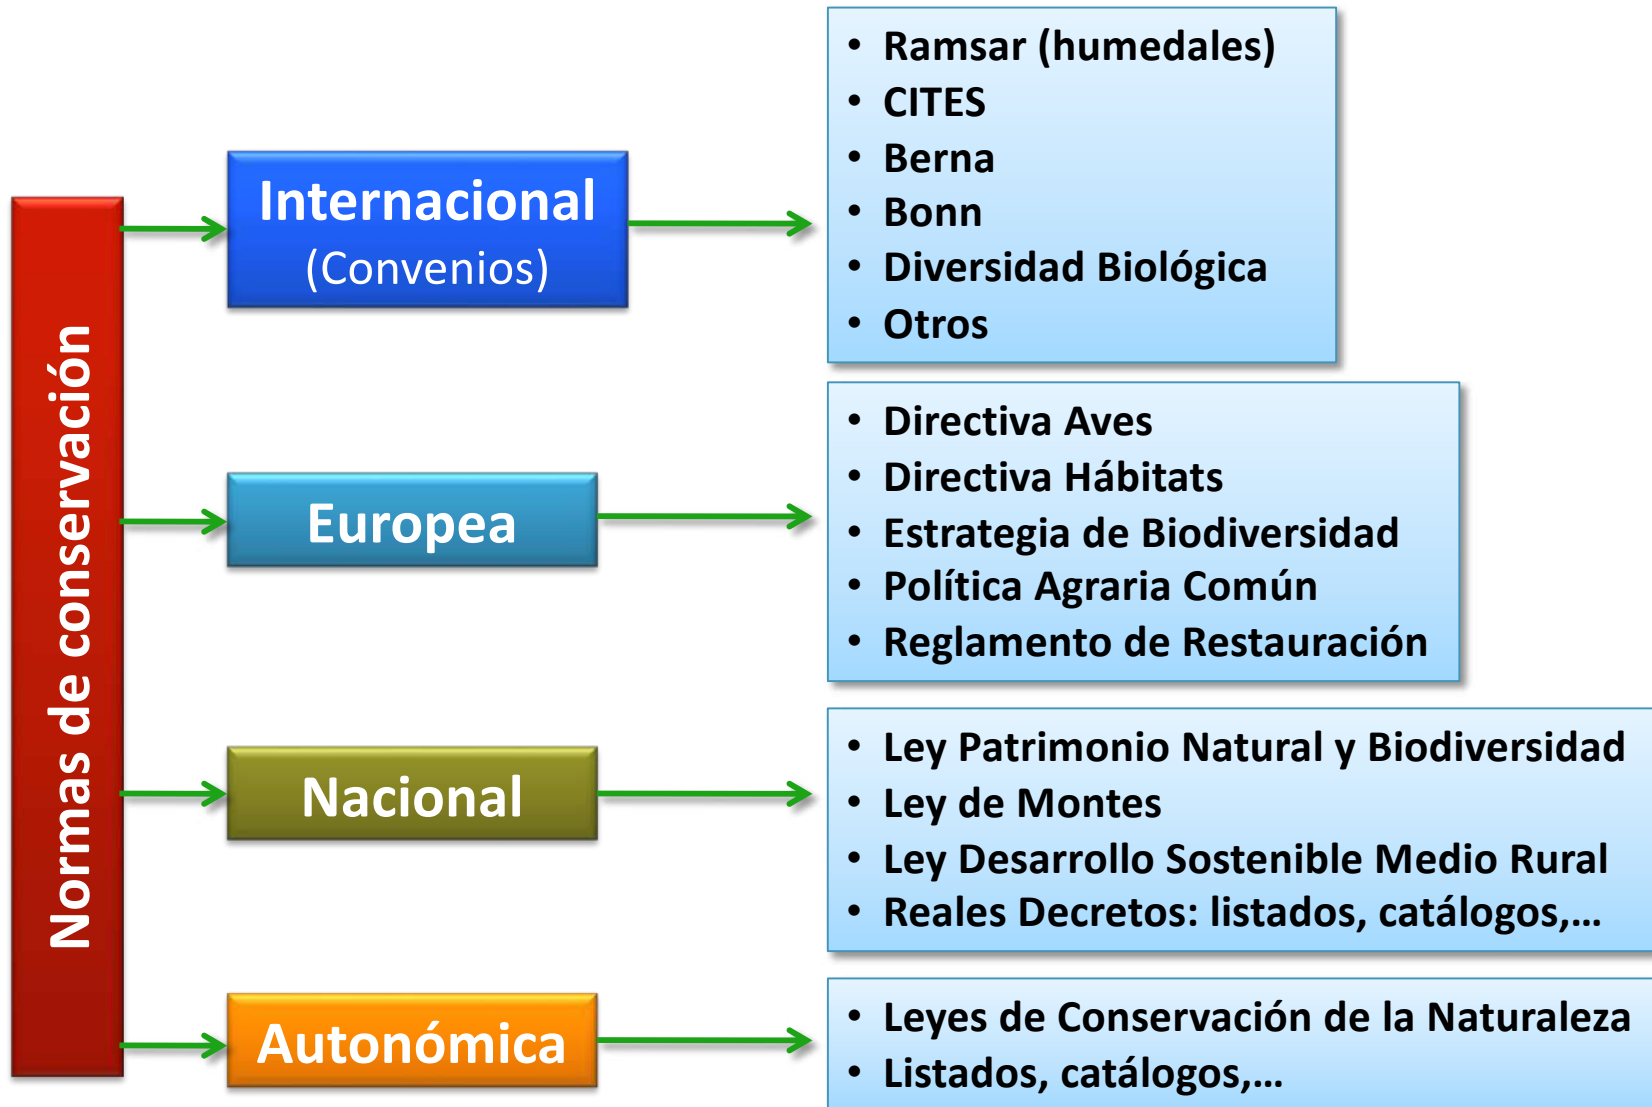 Normas de conservación
Internacional
(Convenios)
• Ramsar (humedales)
• CITES
• Berna
• Bonn
• Diversidad Biológica
• Otros
Europea
• Directiva Aves
• Directiva Hábitats
• Estrategia de Biodiversidad
• Política Agraria Común
• Reglamento de Restauración
Nacional
• Ley Patrimonio Natural y Biodiversidad
• Ley de Montes
• Ley Desarrollo Sostenible Medio Rural
• Reales Decretos: listados, catálogos,...
Autonómica
• Leyes de Conservación de la Naturaleza
• Listados, catálogos,...